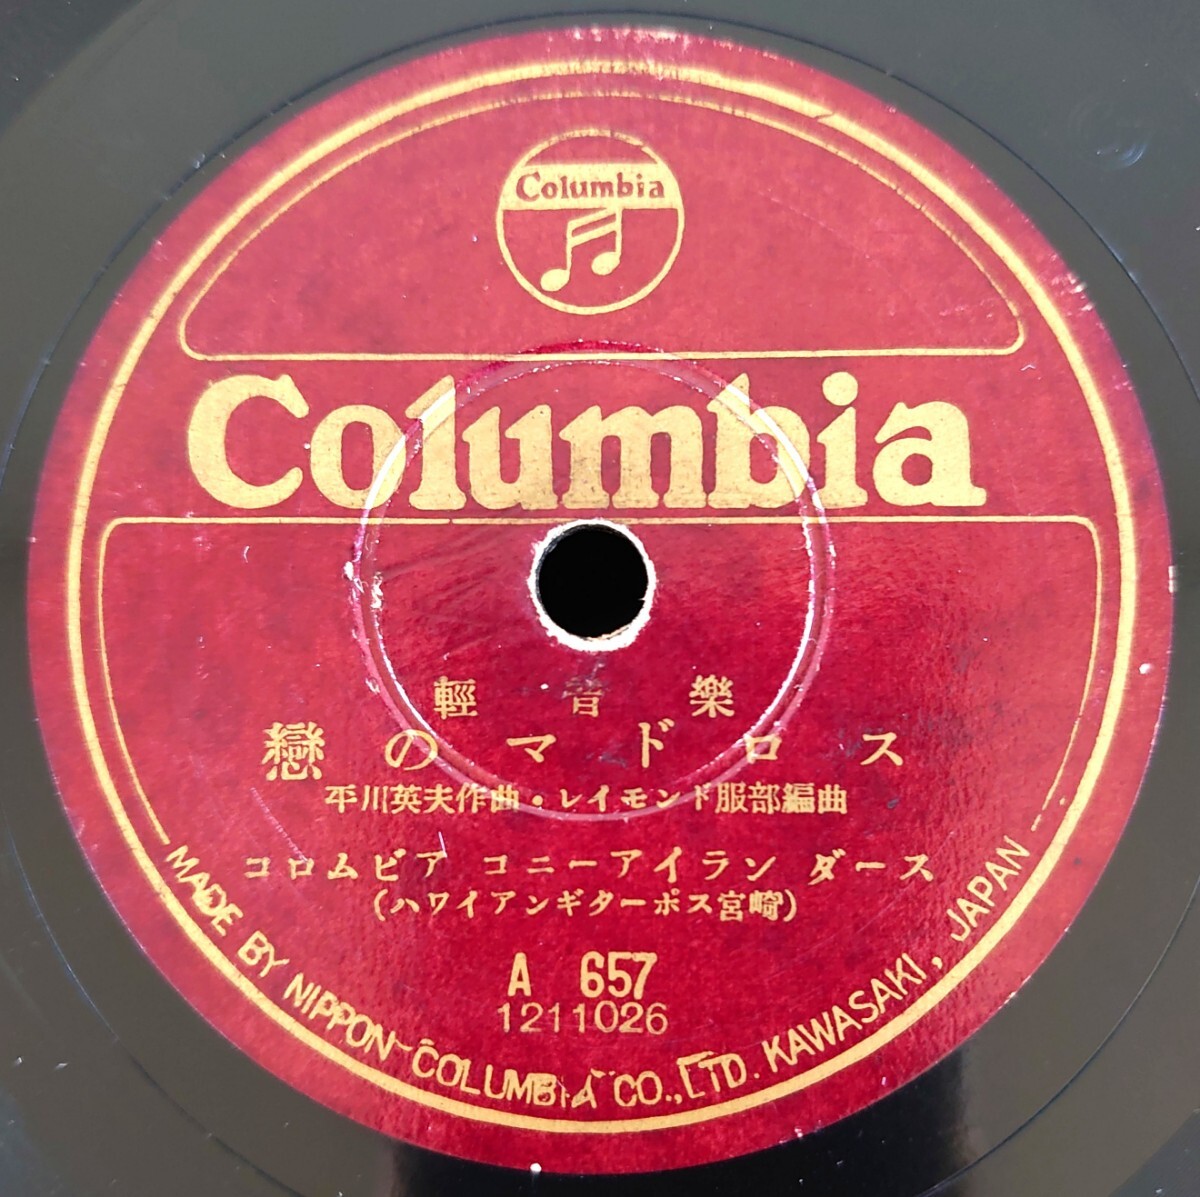 Columbia
Columbia
輕音樂
戀のマドロス
平川英夫作曲・レイモンド服部編曲
コロムビア コニーアイランダース
(ハワイアンギターポス宮崎)
A 657
1211026
MADE BY NIPPON COLUMBIA CO., LTD. KAWASAKI, JAPAN